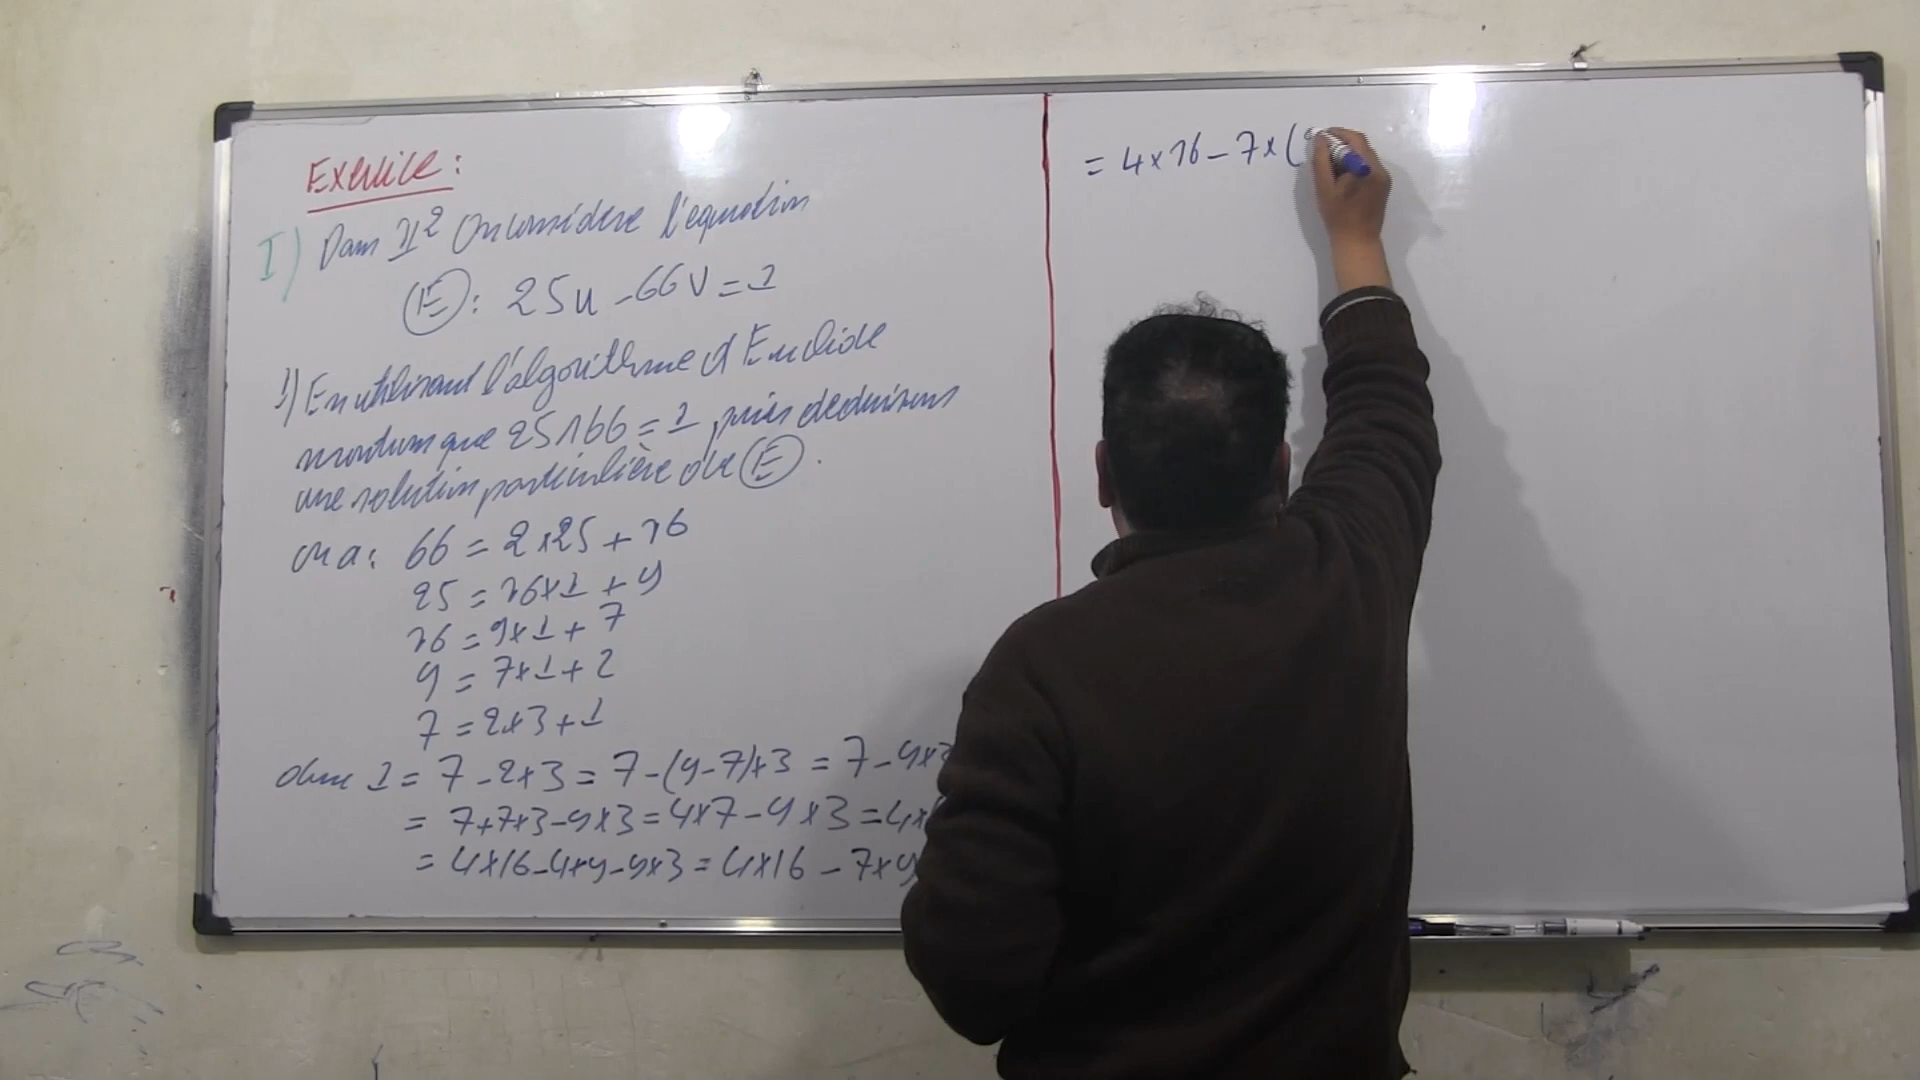 Exercice :
I) Dans ℤ² On considère l'equation
(E) : 25u - 66v = 1
1) En utilisant l'algorithme d'Euclide
montrons que 25∧66 = 1, puis deduisons
une solution particulière de (E).
on a : 66 = 2×25 + 16
25 = 16×1 + 9
16 = 9×1 + 7
9 = 7×1 + 2
7 = 2×3 + 1
donc 1 = 7 - 2×3 = 7 - (9-7)×3 = 7 - 9×3
= 7+7×3-9×3 = 4×7 - 9×3 = 4×
= 4×16-4×9-9×3 = 4×16 - 7×9
= 4×16 - 7×(